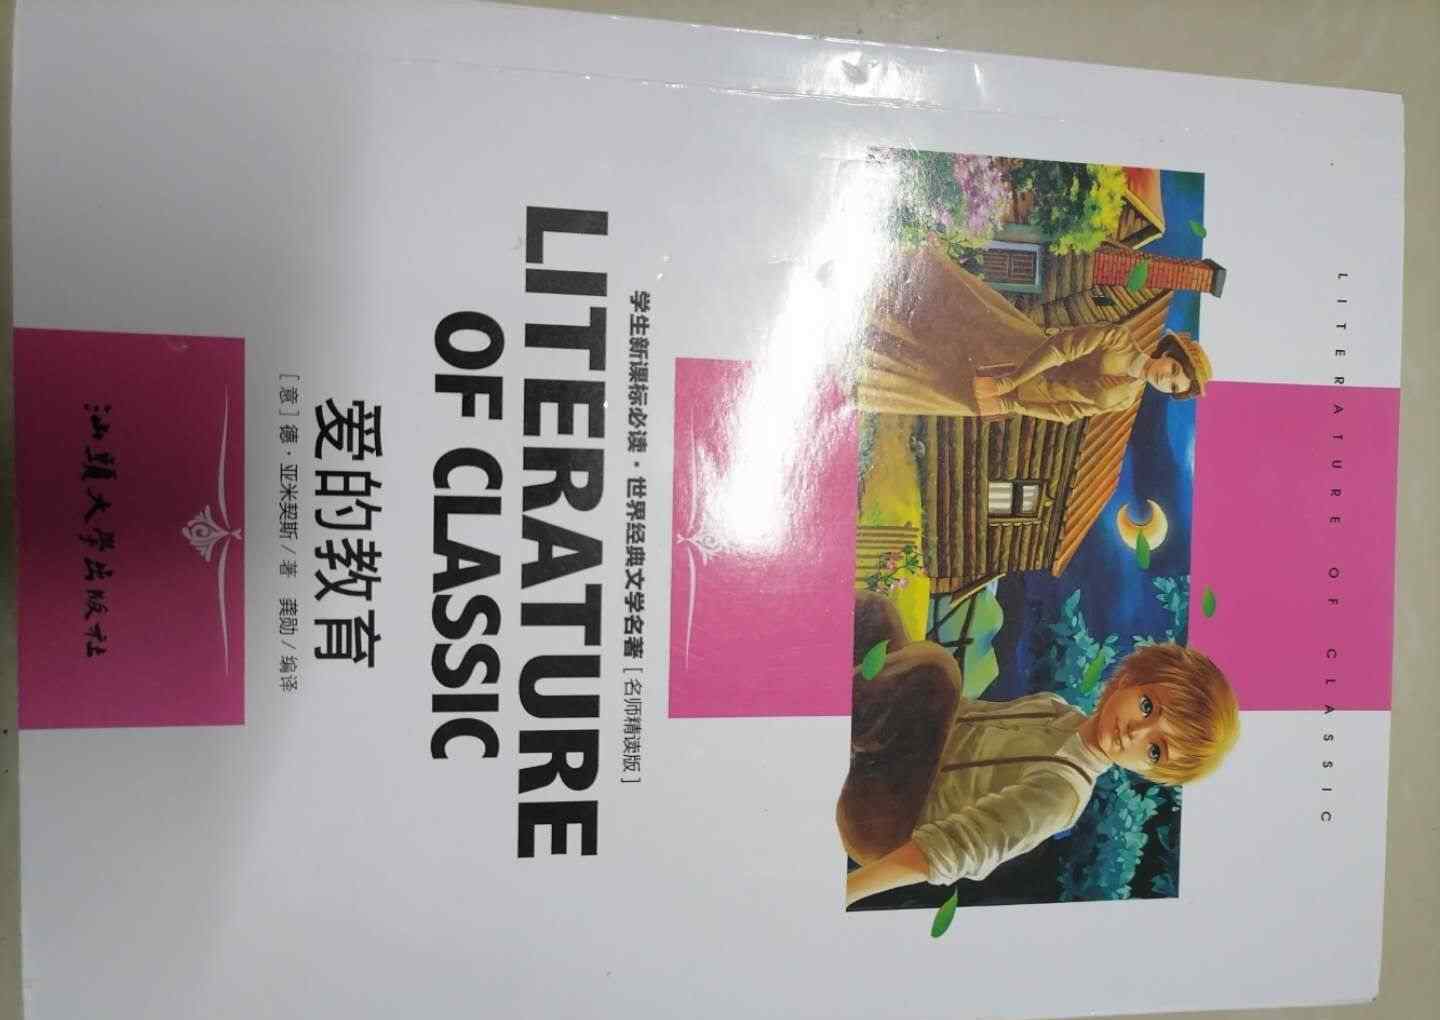 LITERATURE OF CLASSIC
学生新课标必读·世界经典文学名著[名师精读版]
LITERATURE
OF CLASSIC
爱的教育
[意]德·亚米契斯/著 龚勋/编译
汕头大学出版社